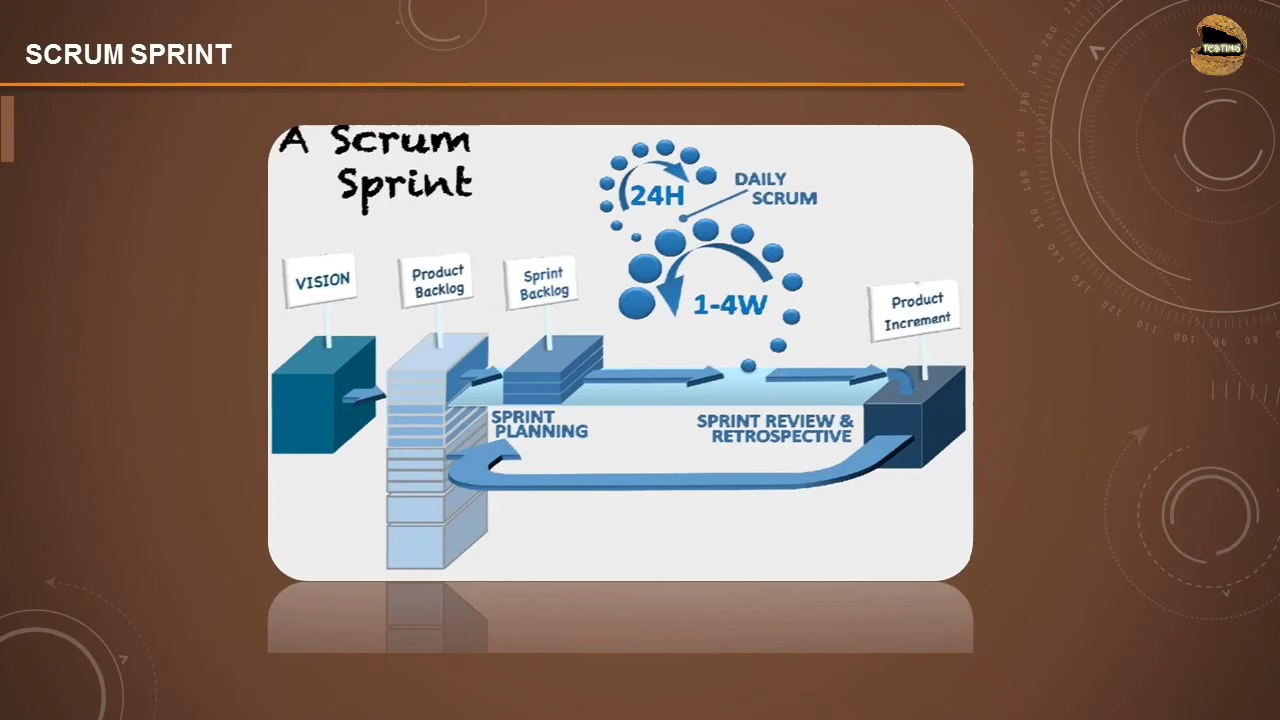 SCRUM SPRINT
TESTING
A Scrum
Sprint
24H
DAILY
SCRUM
1-4W
VISION
Product
Backlog
Sprint
Backlog
Product
Increment
SPRINT
PLANNING
SPRINT REVIEW &
RETROSPECTIVE